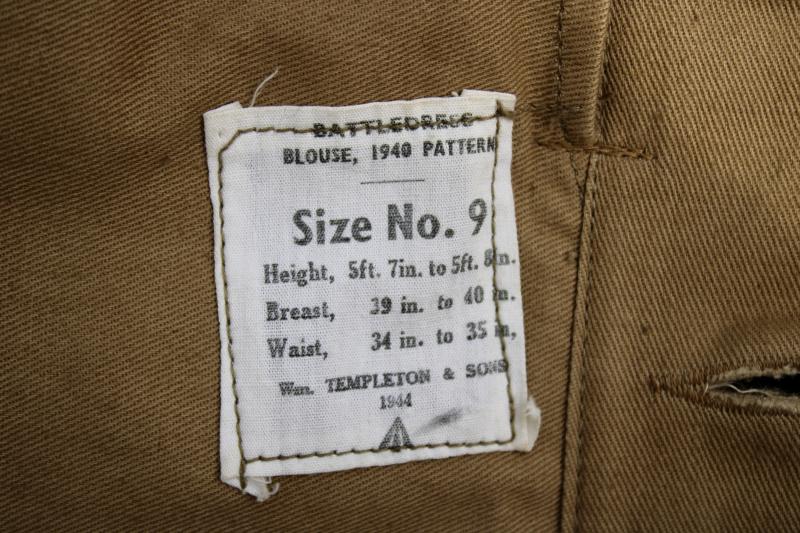 BATTLEDRESS
BLOUSE, 1940 PATTERN
Size No. 9
Height, 5ft. 7in. to 5ft. 8in.
Breast, 39 in. to 40 in.
Waist, 34 in. to 35 in,
Wm. TEMPLETON & SONS
1944